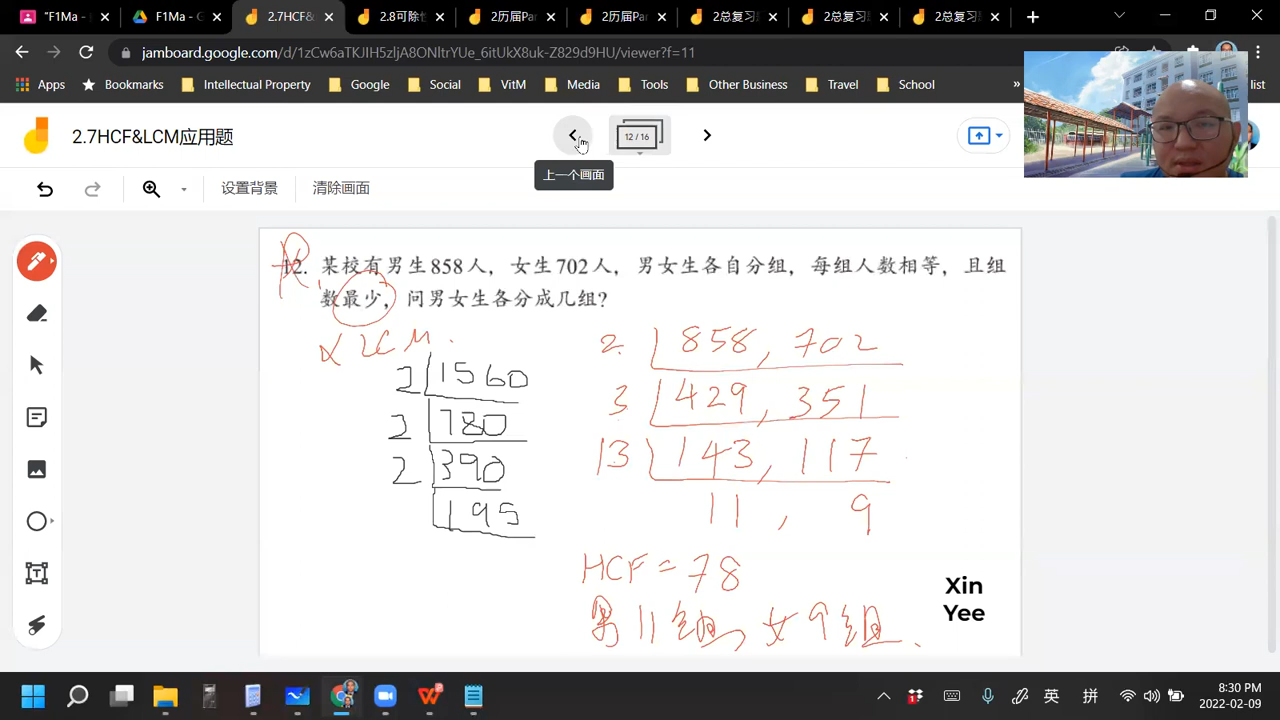 "F1Ma -
F1Ma - G
2.7HCF&
2.8可除性
2历届Par
2历届Par
2总复习
2总复习
2总复习
jamboard.google.com/d/1zCw6aTKJIH5zljA8ONltrYUe_6itUkX8uk-Z829d9HU/viewer?f=11
Apps
Bookmarks
Intellectual Property
Google
Social
VitM
Media
Tools
Other Business
Travel
School
»
list
2.7HCF&LCM应用题
12 / 16
上一个画面
设置背景
清除画面
12. 某校有男生858人，女生702人，男女生各自分组，每组人数相等，且组
数最少，问男女生各分成几组？
LCM.
2 1560
2 780
2 390
195
2 858, 702
3 429, 351
13 143, 117
11, 9
HCF = 78
男11组, 女9组.
Xin
Yee
英
拼
8:30 PM
2022-02-09